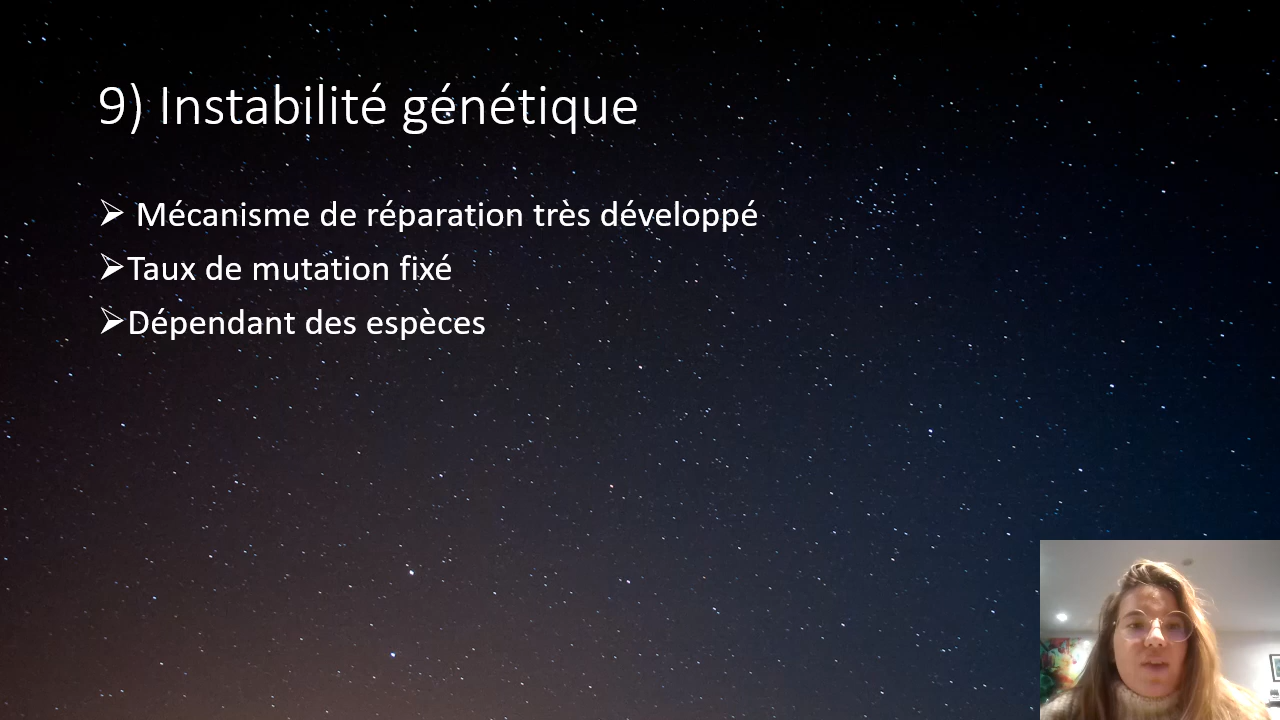 9) Instabilité génétique
➢ Mécanisme de réparation très développé
➢Taux de mutation fixé
➢Dépendant des espèces